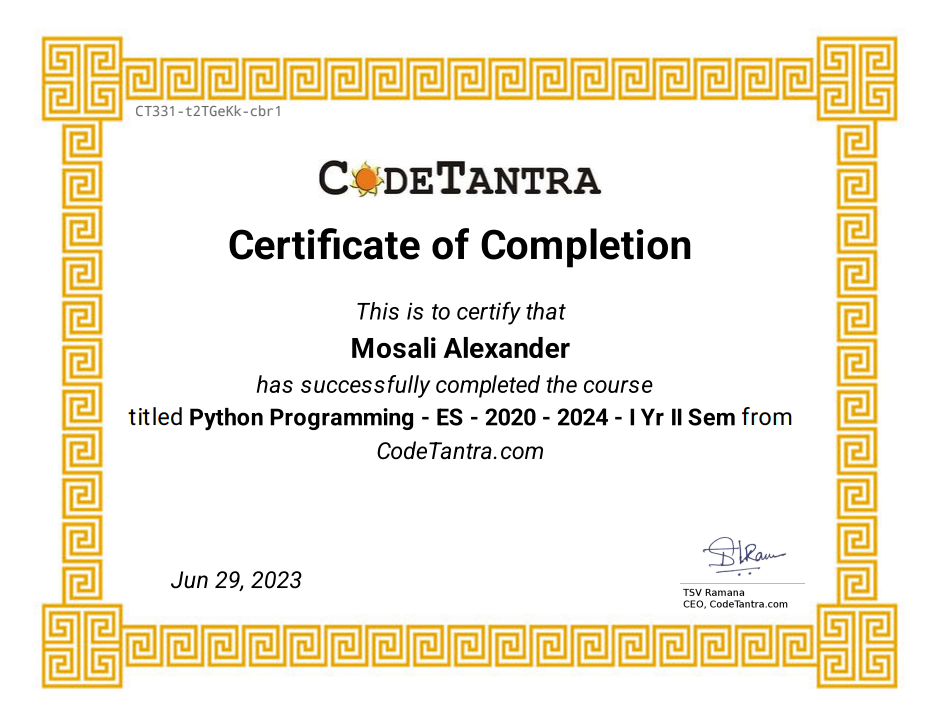 CT331-t2TGeKk-cbr1
CODETANTRA
Certificate of Completion
This is to certify that
Mosali Alexander
has successfully completed the course
titled Python Programming - ES - 2020 - 2024 - I Yr II Sem from
CodeTantra.com
Jun 29, 2023
TSV Ramana
CEO, CodeTantra.com